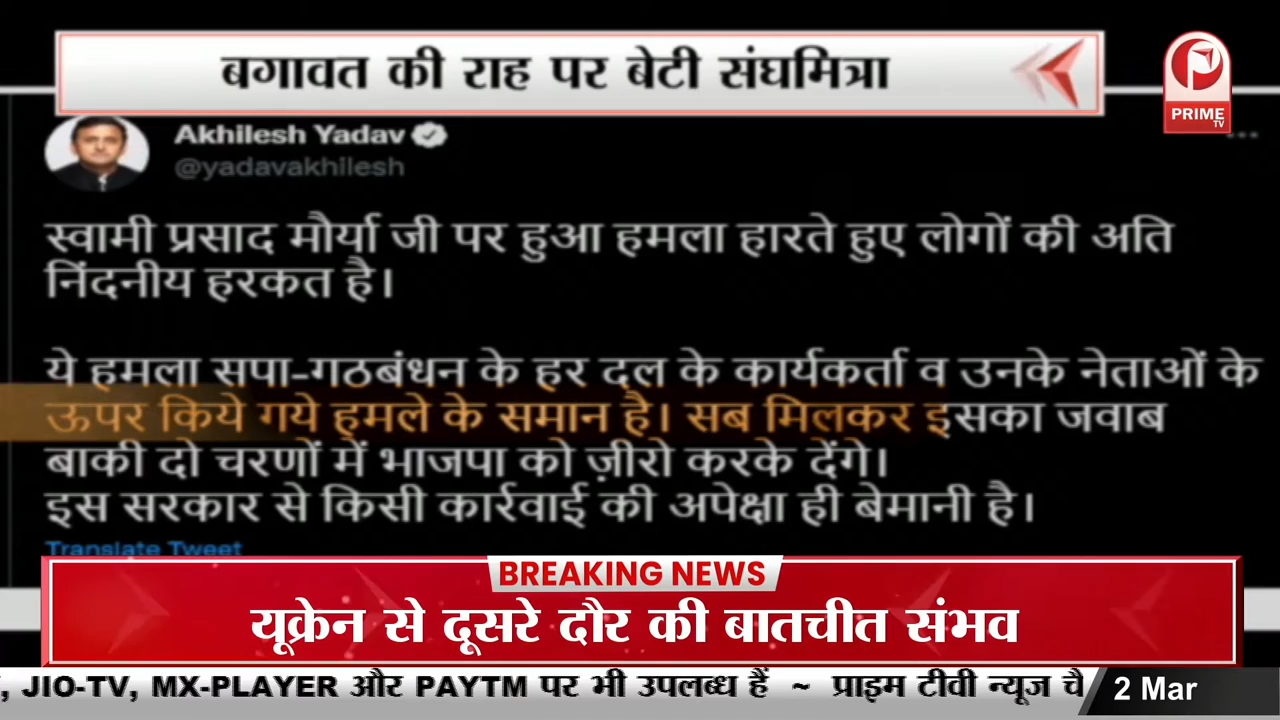 बगावत की राह पर बेटी संघमित्रा
PRIME
TV
Akhilesh Yadav
@yadavakhilesh
स्वामी प्रसाद मौर्या जी पर हुआ हमला हारते हुए लोगों की अति
निंदनीय हरकत है।
ये हमला सपा-गठबंधन के हर दल के कार्यकर्ता व उनके नेताओं के
ऊपर किये गये हमले के समान है। सब मिलकर इसका जवाब
बाकी दो चरणों में भाजपा को ज़ीरो करके देंगे।
इस सरकार से किसी कार्रवाई की अपेक्षा ही बेमानी है।
Translate Tweet
BREAKING NEWS
यूक्रेन से दूसरे दौर की बातचीत संभव
, JIO-TV, MX-PLAYER और PAYTM पर भी उपलब्ध हैं ~ प्राइम टीवी न्यूज चै
2 Mar